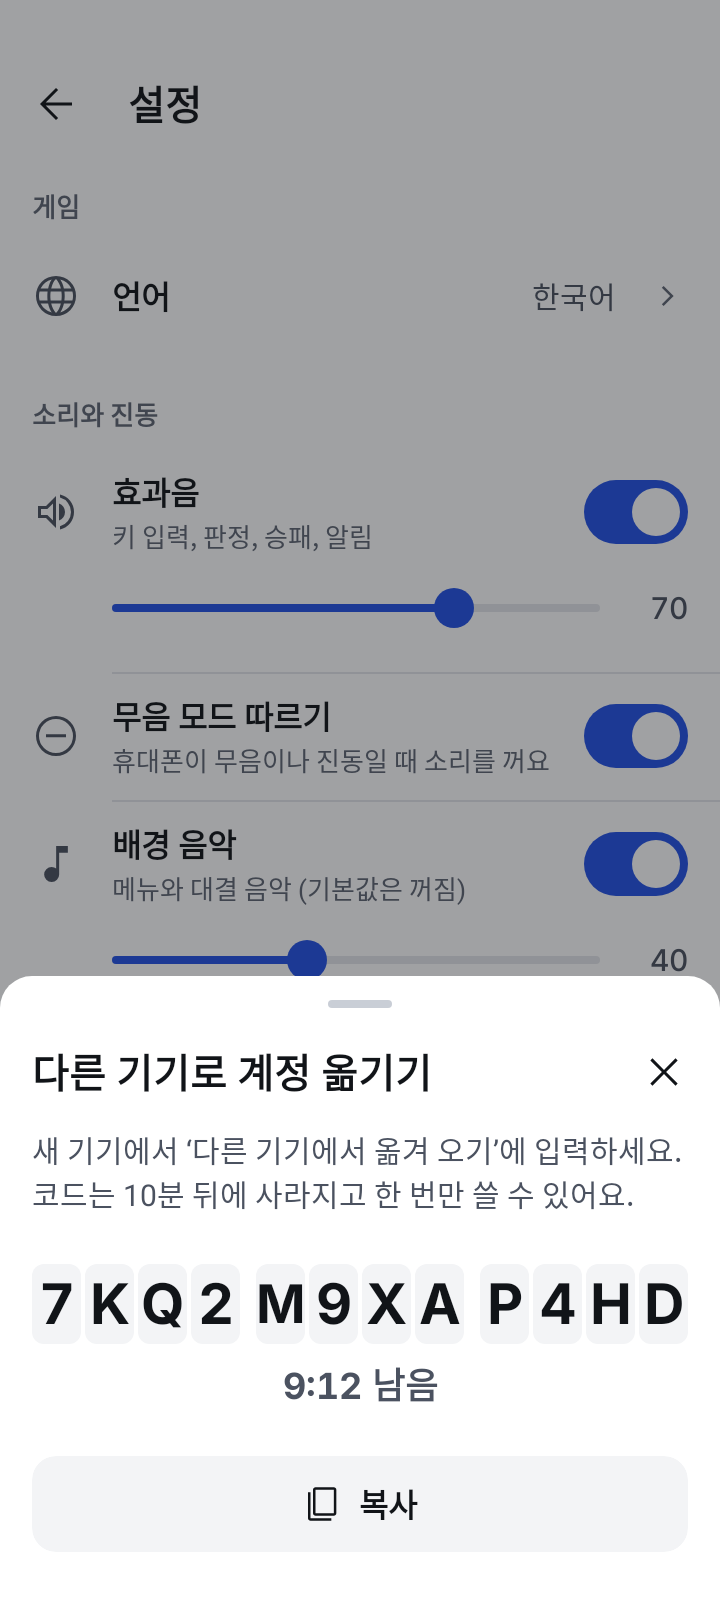 설정
게임
언어 한국어
소리와 진동
효과음
키 입력, 판정, 승패, 알림
70
무음 모드 따르기
휴대폰이 무음이나 진동일 때 소리를 꺼요
배경 음악
메뉴와 대결 음악 (기본값은 꺼짐)
40
다른 기기로 계정 옮기기
새 기기에서 ‘다른 기기에서 옮겨 오기’에 입력하세요.
코드는 10분 뒤에 사라지고 한 번만 쓸 수 있어요.
7KQ2 M9XA P4HD
9:12 남음
복사